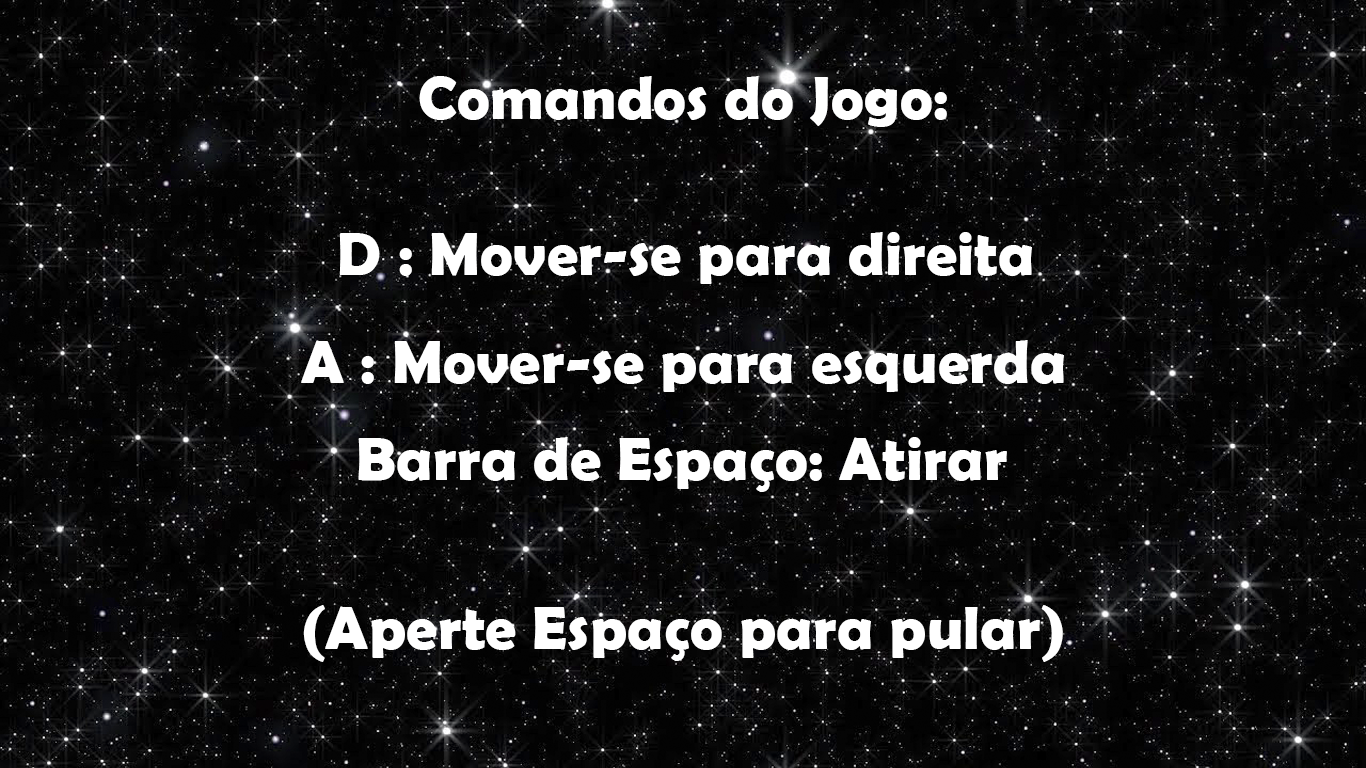 Comandos do Jogo:
D : Mover-se para direita
A : Mover-se para esquerda
Barra de Espaço: Atirar
(Aperte Espaço para pular)